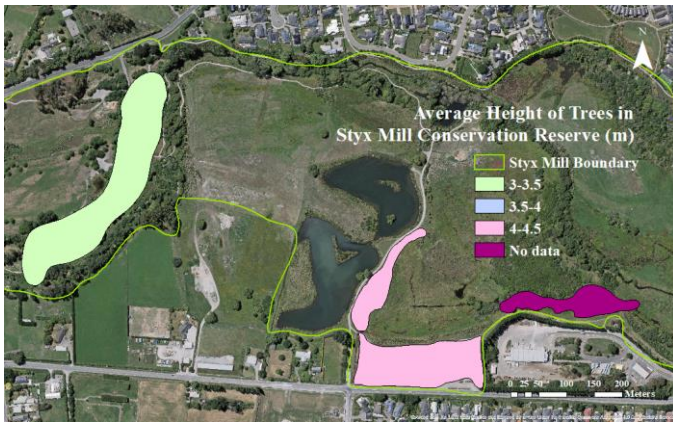 N
Average Height of Trees in
Styx Mill Conservation Reserve (m)
Styx Mill Boundary
3-3.5
3.5-4
4-4.5
No data
0 25 50 100 150 200
Meters